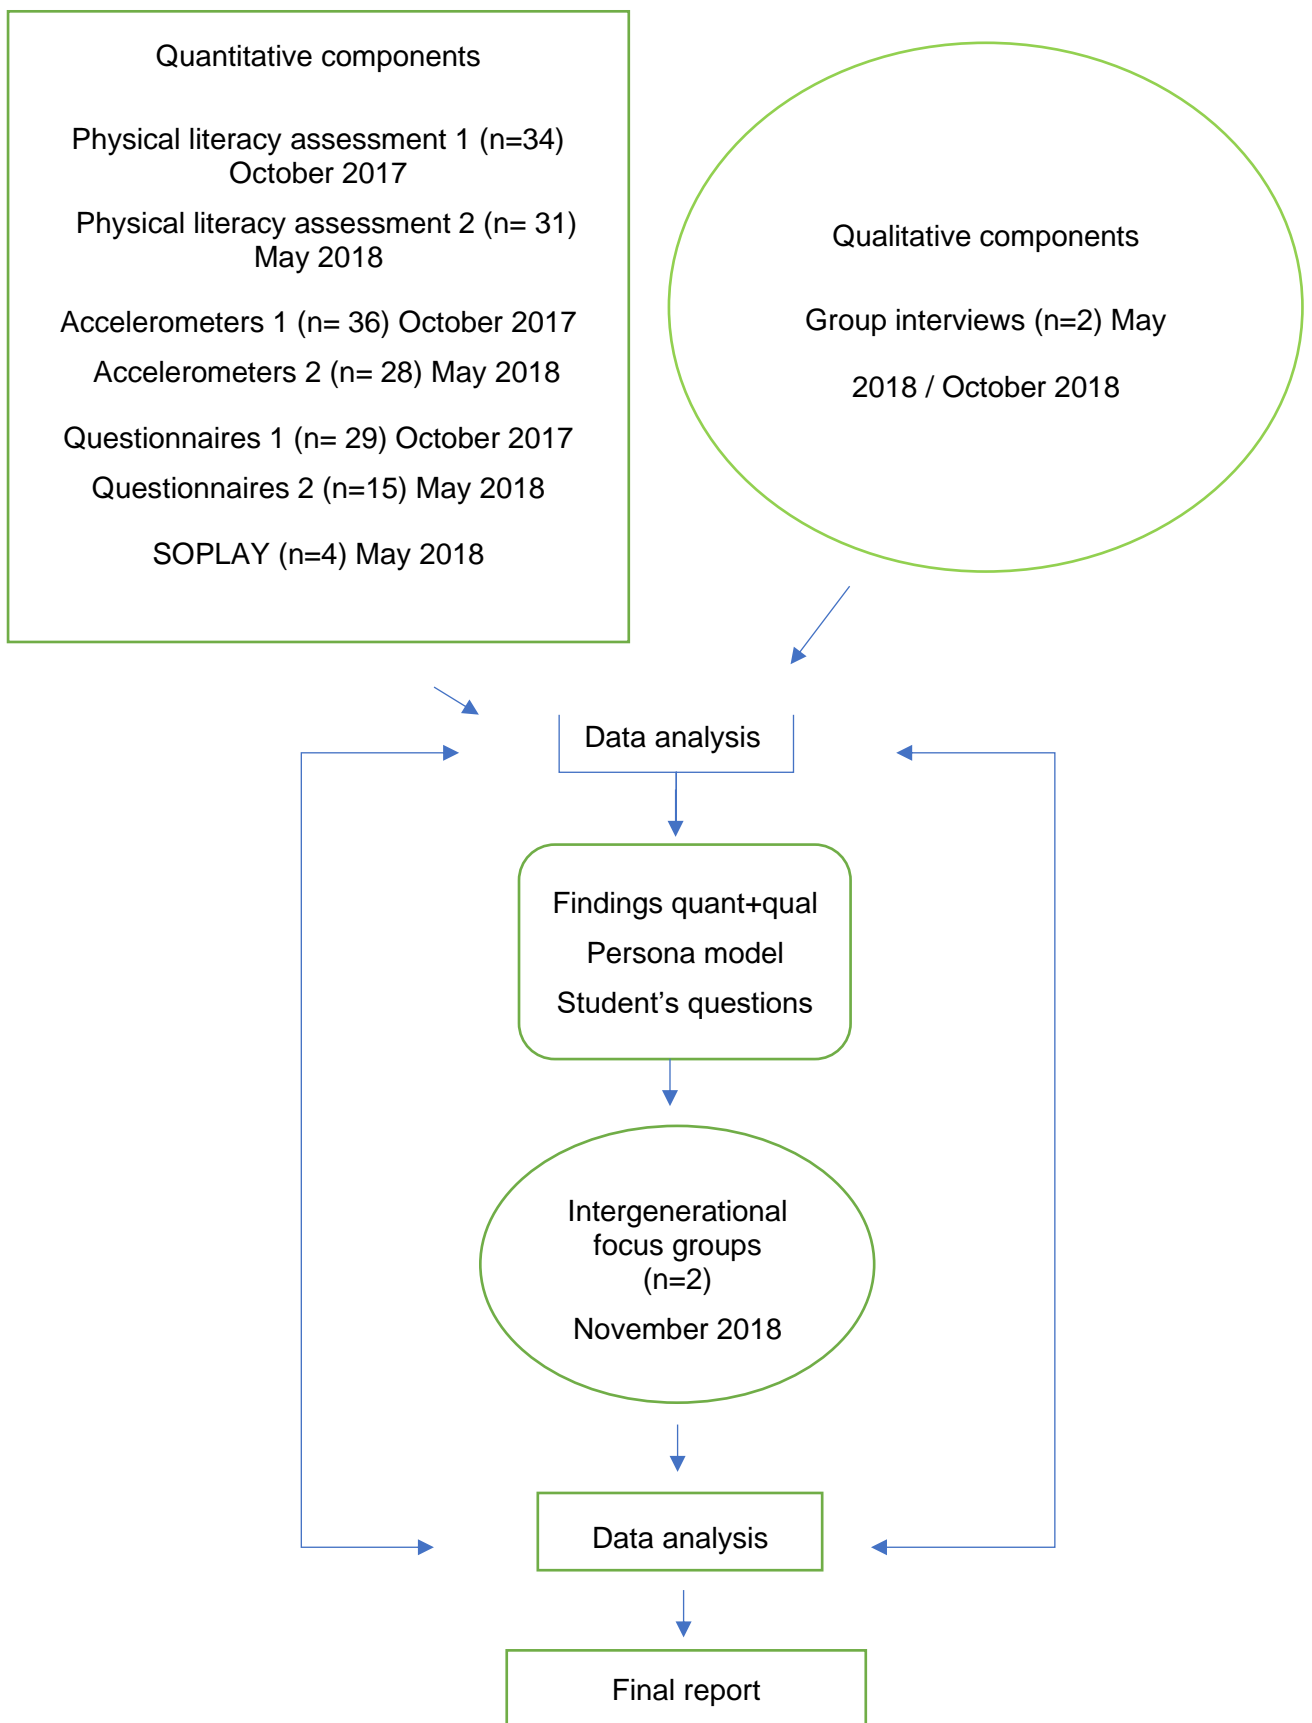 Quantitative components
Physical literacy assessment 1 (n=34)
October 2017
Physical literacy assessment 2 (n= 31)
May 2018
Accelerometers 1 (n= 36) October 2017
Accelerometers 2 (n= 28) May 2018
Questionnaires 1 (n= 29) October 2017
Questionnaires 2 (n=15) May 2018
SOPLAY (n=4) May 2018
Qualitative components
Group interviews (n=2) May
2018 / October 2018
Data analysis
Findings quant+qual
Persona model
Student’s questions
Intergenerational
focus groups
(n=2)
November 2018
Data analysis
Final report